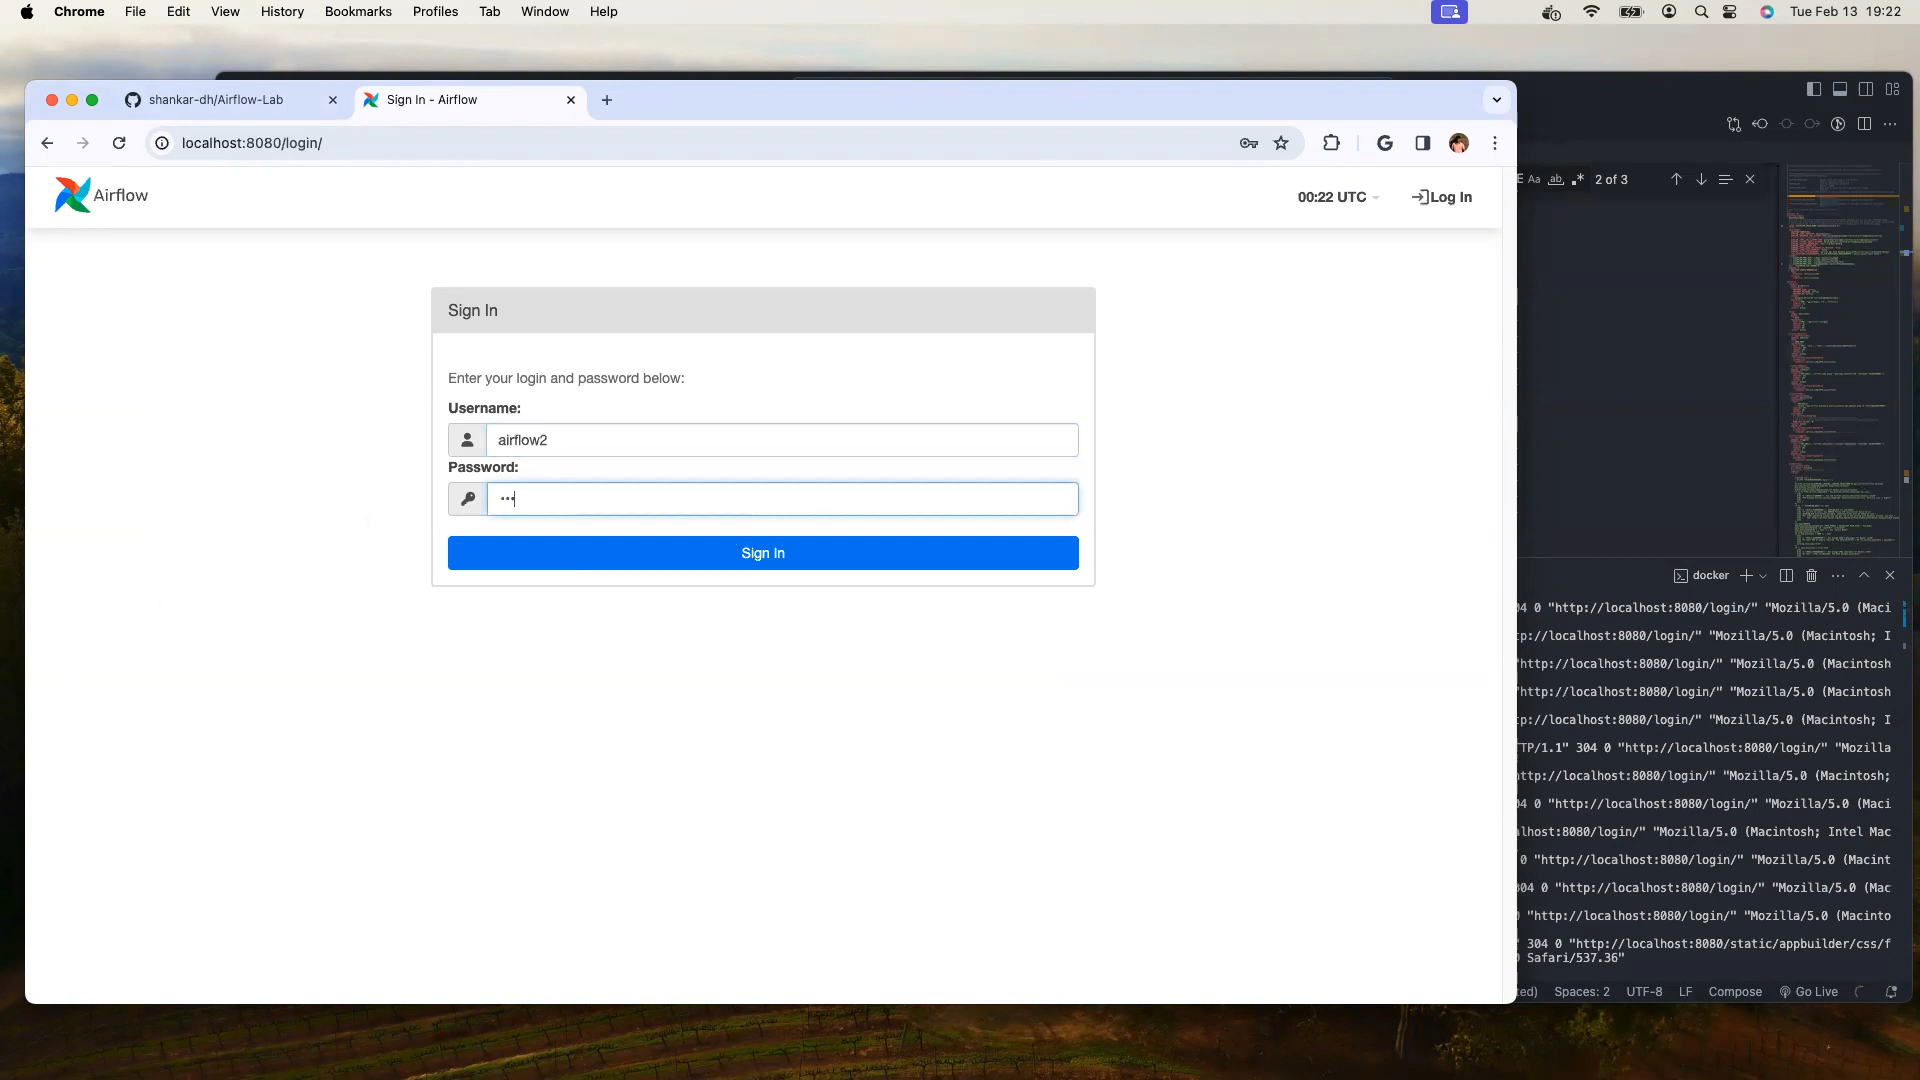 Chrome File Edit View History Bookmarks Profiles Tab Window Help Tue Feb 13 19:22
shankar-dh/Airflow-Lab Sign In - Airflow
localhost:8080/login/
Airflow 00:22 UTC Log In
Sign In
Enter your login and password below:
Username:
airflow2
Password:
•••
Sign In
Aa ab 2 of 3
docker
04 0 "http://localhost:8080/login/" "Mozilla/5.0 (Maci
tp://localhost:8080/login/" "Mozilla/5.0 (Macintosh; I
"http://localhost:8080/login/" "Mozilla/5.0 (Macintosh
"http://localhost:8080/login/" "Mozilla/5.0 (Macintosh
tp://localhost:8080/login/" "Mozilla/5.0 (Macintosh; I
TP/1.1" 304 0 "http://localhost:8080/login/" "Mozilla
ttp://localhost:8080/login/" "Mozilla/5.0 (Macintosh;
04 0 "http://localhost:8080/login/" "Mozilla/5.0 (Maci
lhost:8080/login/" "Mozilla/5.0 (Macintosh; Intel Mac
0 "http://localhost:8080/login/" "Mozilla/5.0 (Macint
304 0 "http://localhost:8080/login/" "Mozilla/5.0 (Mac
"http://localhost:8080/login/" "Mozilla/5.0 (Macinto
" 304 0 "http://localhost:8080/static/appbuilder/css/f
Safari/537.36"
Spaces: 2 UTF-8 LF Compose Go Live